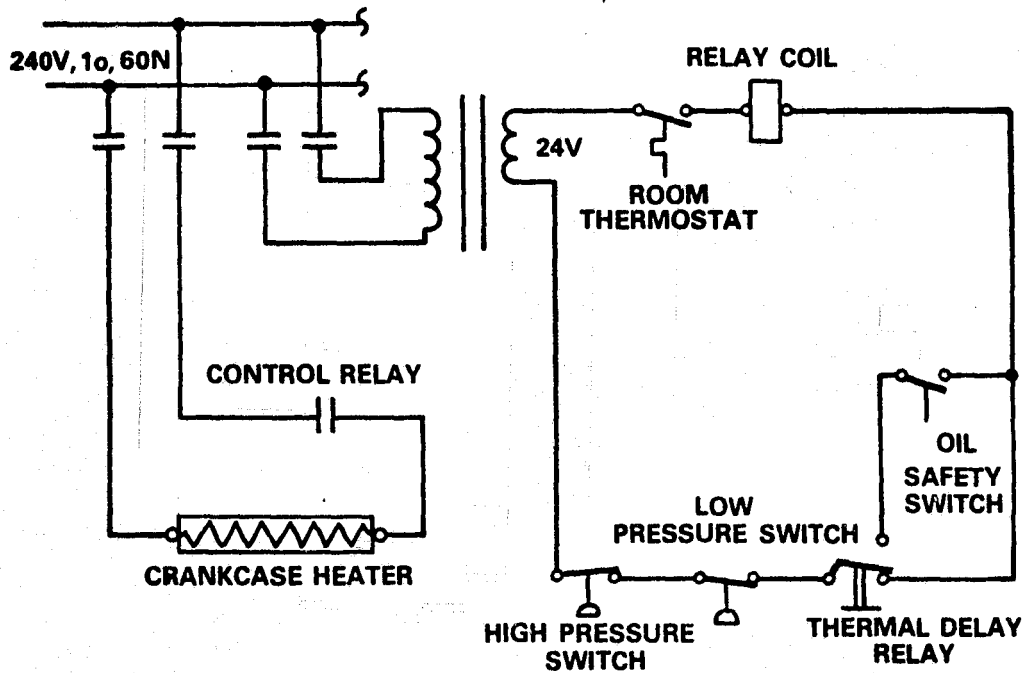 240V, 1o, 60N
RELAY COIL
24V
ROOM
THERMOSTAT
CONTROL RELAY
OIL
SAFETY
SWITCH
LOW
PRESSURE SWITCH
CRANKCASE HEATER
HIGH PRESSURE
SWITCH
THERMAL DELAY
RELAY